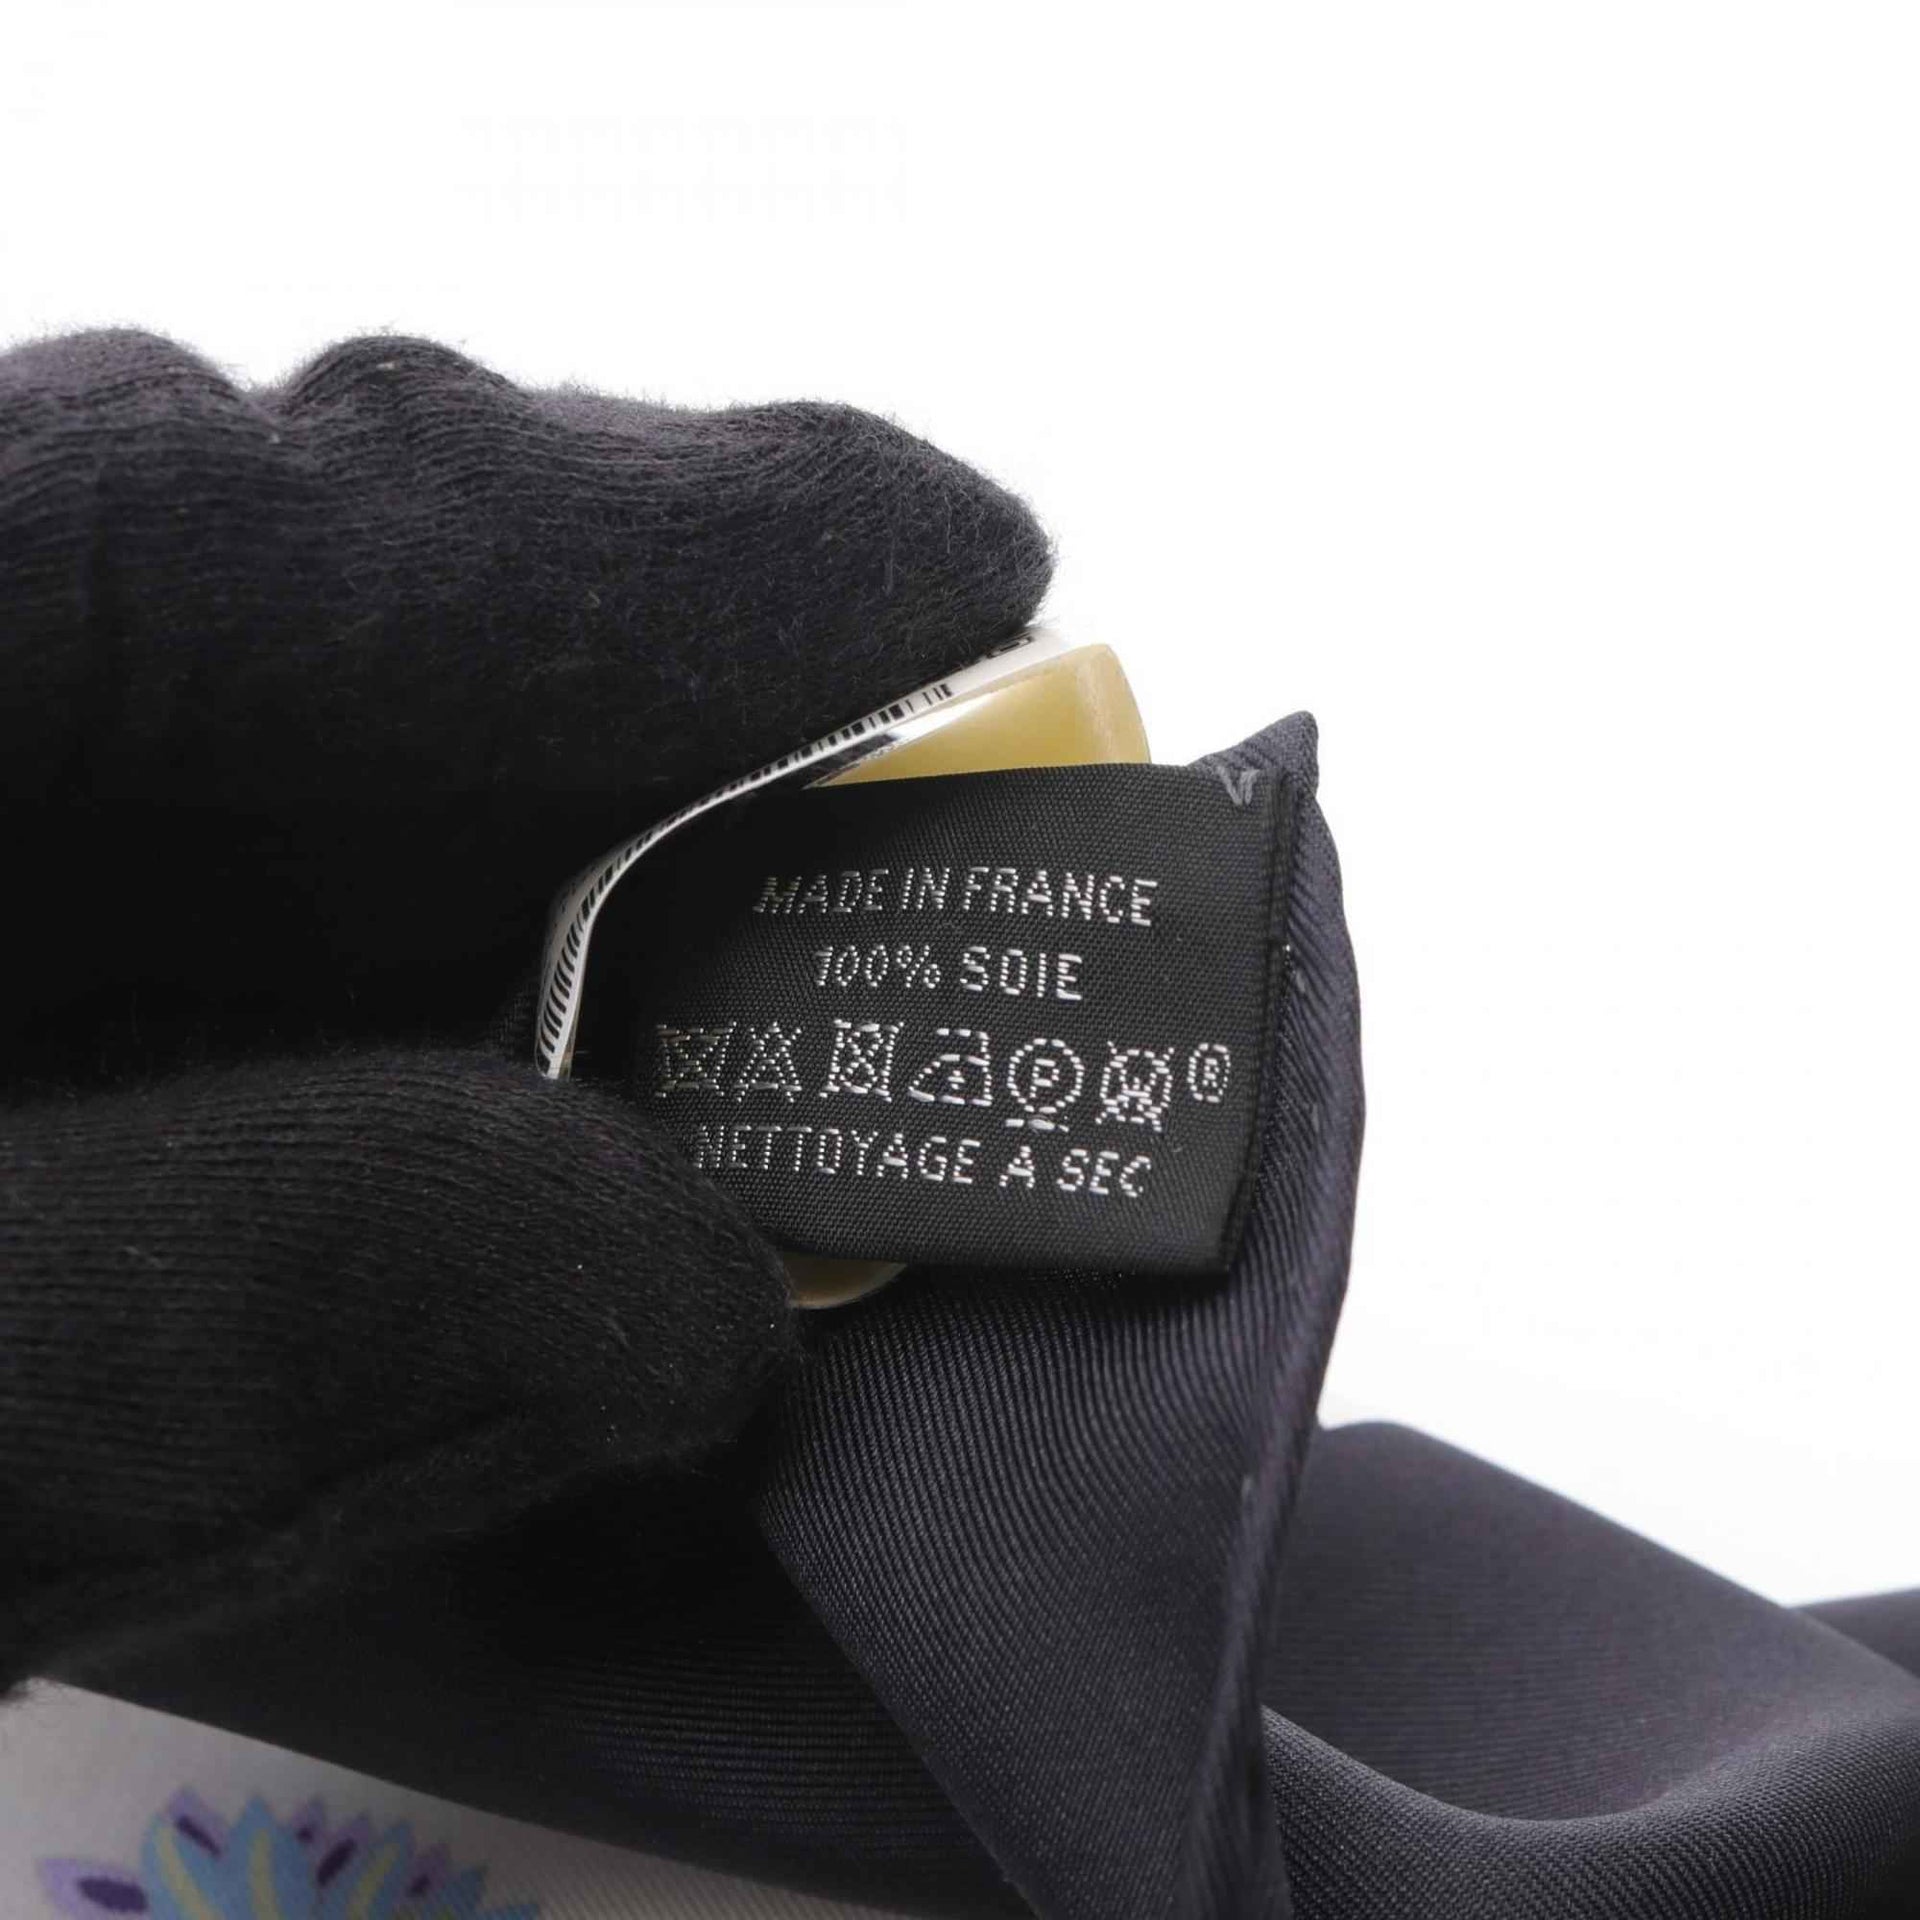 MADE IN FRANCE
100% SOIE
P W ®
NETTOYAGE A SEC